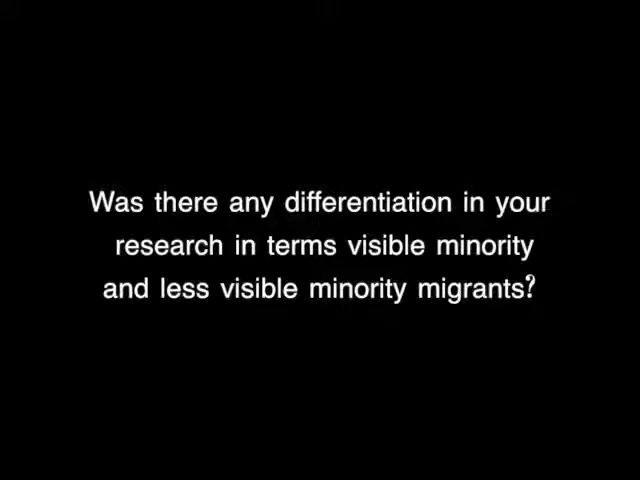 Was there any differentiation in your
research in terms visible minority
and less visible minority migrants?